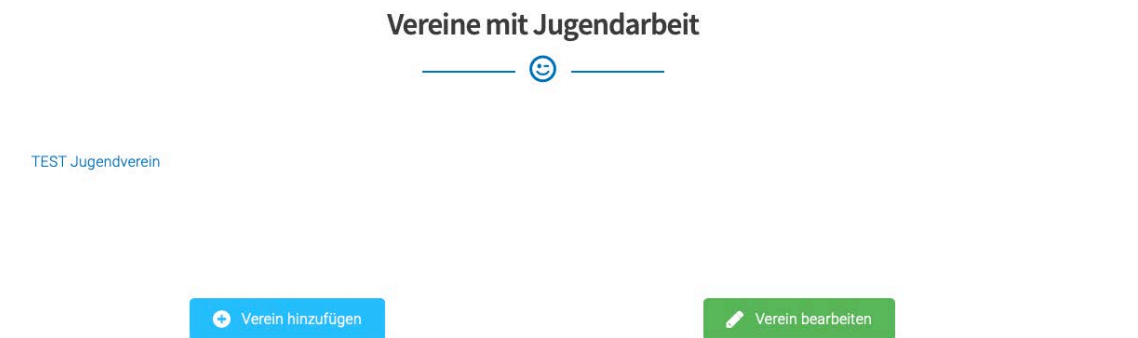 Vereine mit Jugendarbeit
TEST Jugendverein
Verein hinzufügen
Verein bearbeiten